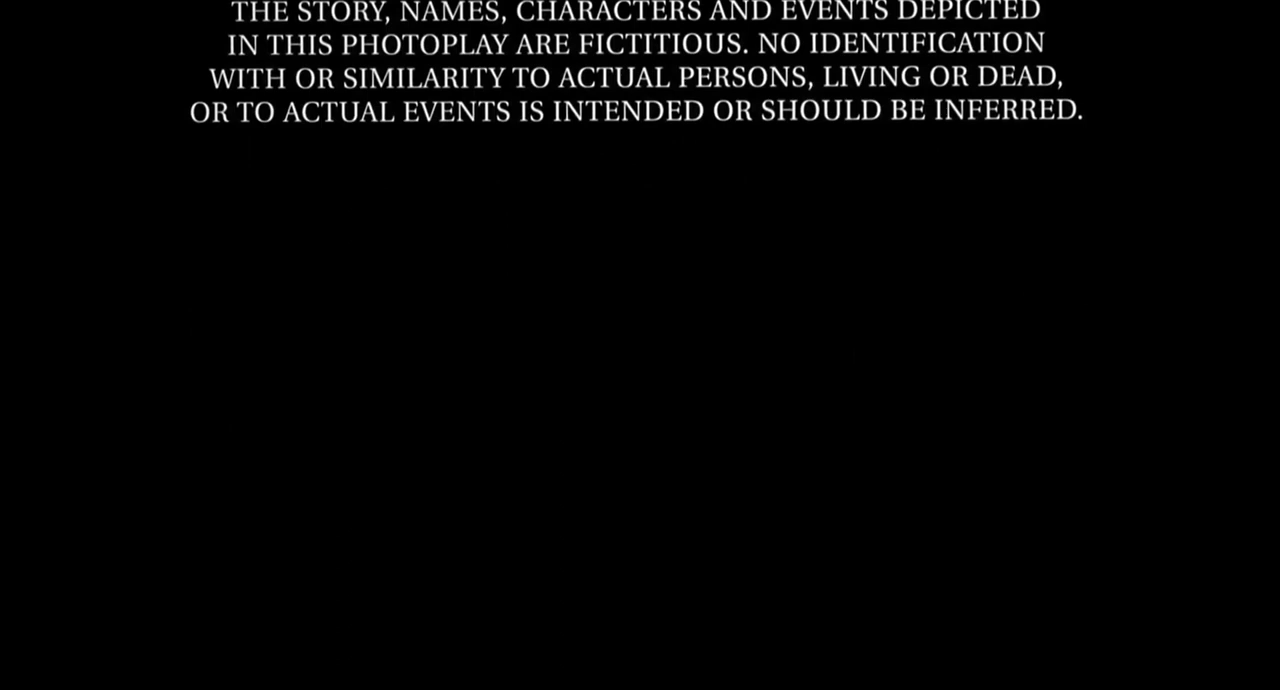 THE STORY, NAMES, CHARACTERS AND EVENTS DEPICTED
IN THIS PHOTOPLAY ARE FICTITIOUS. NO IDENTIFICATION
WITH OR SIMILARITY TO ACTUAL PERSONS, LIVING OR DEAD,
OR TO ACTUAL EVENTS IS INTENDED OR SHOULD BE INFERRED.